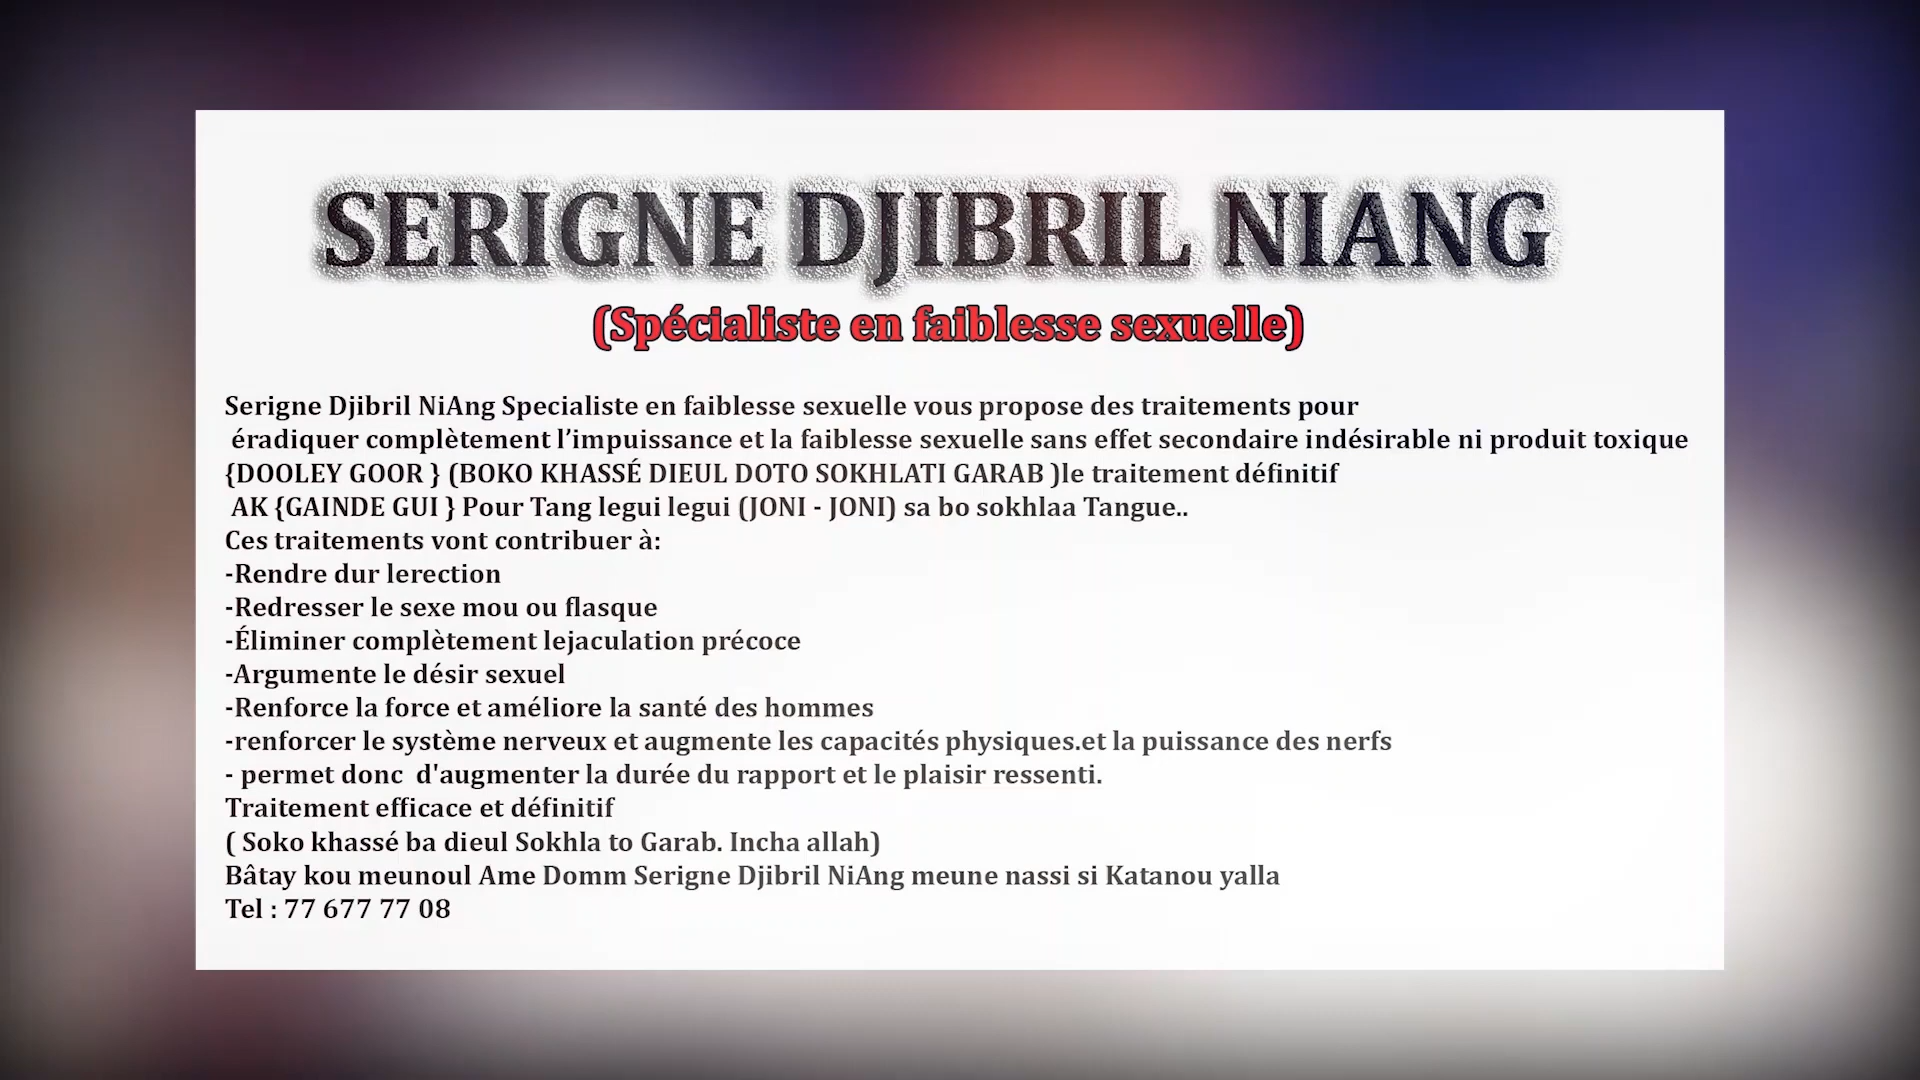 SERIGNE DJIBRIL NIANG
(Spécialiste en faiblesse sexuelle)
Serigne Djibril NiAng Specialiste en faiblesse sexuelle vous propose des traitements pour
éradiquer complètement l’impuissance et la faiblesse sexuelle sans effet secondaire indésirable ni produit toxique
{DOOLEY GOOR } (BOKO KHASSÉ DIEUL DOTO SOKHLATI GARAB )le traitement définitif
AK {GAINDE GUI } Pour Tang legui legui (JONI - JONI) sa bo sokhlaa Tangue..
Ces traitements vont contribuer à:
-Rendre dur lerection
-Redresser le sexe mou ou flasque
-Éliminer complètement lejaculation précoce
-Argumente le désir sexuel
-Renforce la force et améliore la santé des hommes
-renforcer le système nerveux et augmente les capacités physiques.et la puissance des nerfs
- permet donc  d'augmenter la durée du rapport et le plaisir ressenti.
Traitement efficace et définitif
( Soko khassé ba dieul Sokhla to Garab. Incha allah)
Bâtay kou meunoul Ame Domm Serigne Djibril NiAng meune nassi si Katanou yalla
Tel : 77 677 77 08